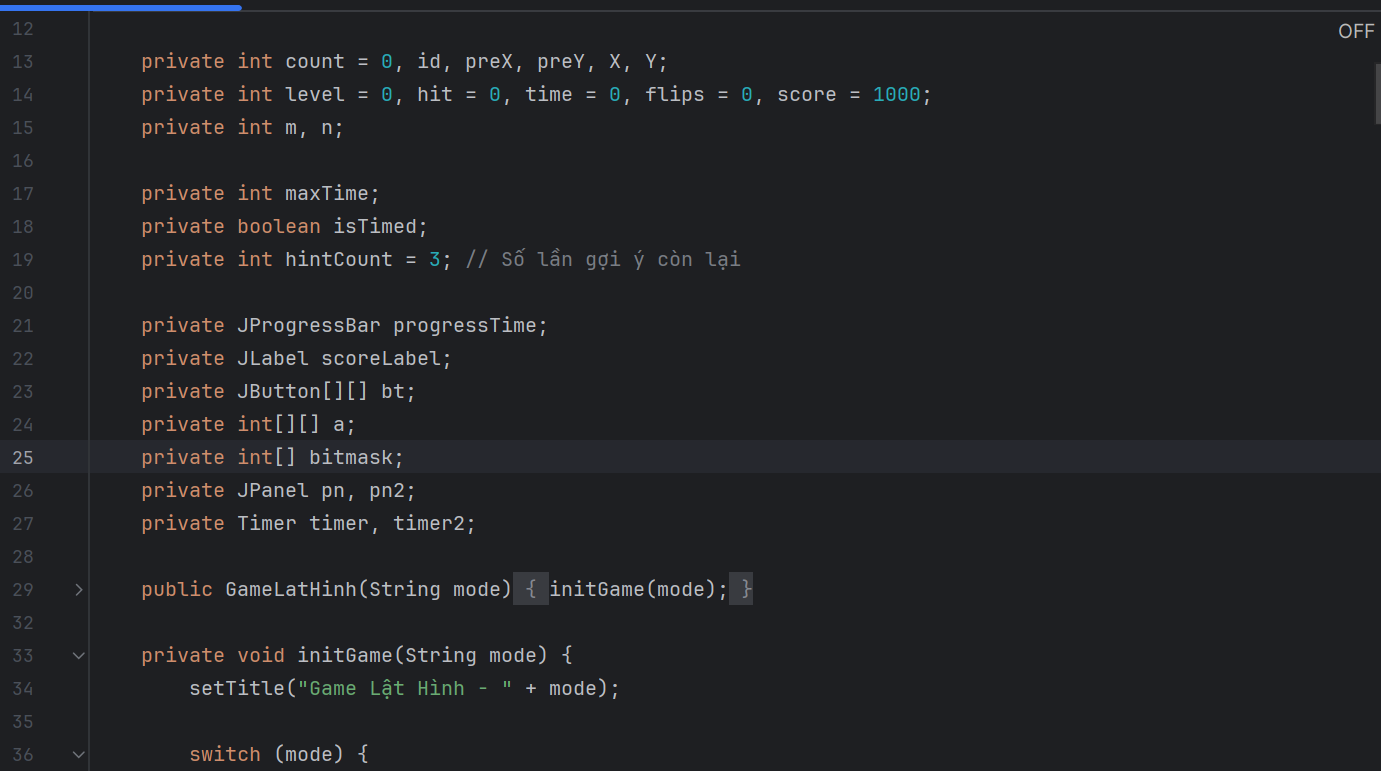 12
OFF
13 private int count = 0, id, preX, preY, X, Y;
14 private int level = 0, hit = 0, time = 0, flips = 0, score = 1000;
15 private int m, n;
16
17 private int maxTime;
18 private boolean isTimed;
19 private int hintCount = 3; // Số lần gợi ý còn lại
20
21 private JProgressBar progressTime;
22 private JLabel scoreLabel;
23 private JButton[][] bt;
24 private int[][] a;
25 private int[] bitmask;
26 private JPanel pn, pn2;
27 private Timer timer, timer2;
28
29 public GameLatHinh(String mode) { initGame(mode); }
32
33 private void initGame(String mode) {
34 setTitle("Game Lật Hình - " + mode);
35
36 switch (mode) {